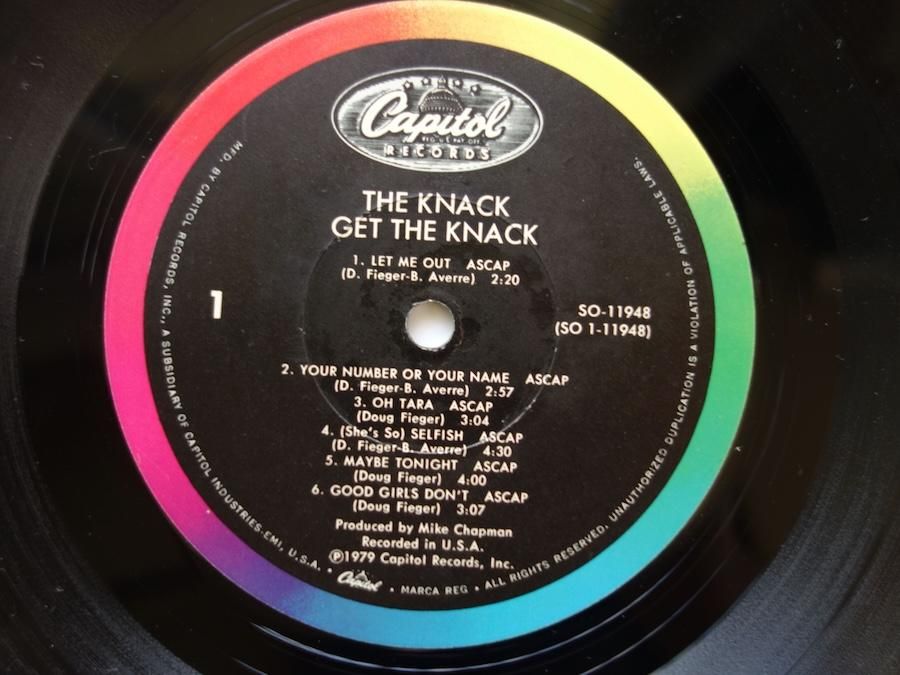 Capitol
REG. U.S. PAT. OFF.
RECORDS
THE KNACK
GET THE KNACK
1. LET ME OUT ASCAP
(D. Fieger-B. Averre) 2:20
1
SO-11948
(SO 1-11948)
2. YOUR NUMBER OR YOUR NAME ASCAP
(D. Fieger-B. Averre) 2:57
3. OH TARA ASCAP
(Doug Fieger) 3:04
4. (She's So) SELFISH ASCAP
(D. Fieger-B. Averre) 4:30
5. MAYBE TONIGHT ASCAP
(Doug Fieger) 4:00
6. GOOD GIRLS DON'T ASCAP
(Doug Fieger) 3:07
Produced by Mike Chapman
Recorded in U.S.A.
℗1979 Capitol Records, Inc.
MFD. BY CAPITOL RECORDS, INC., A SUBSIDIARY OF CAPITOL INDUSTRIES-EMI, U.S.A. • Capitol • MARCA REG • ALL RIGHTS RESERVED. UNAUTHORIZED DUPLICATION IS A VIOLATION OF APPLICABLE LAWS.